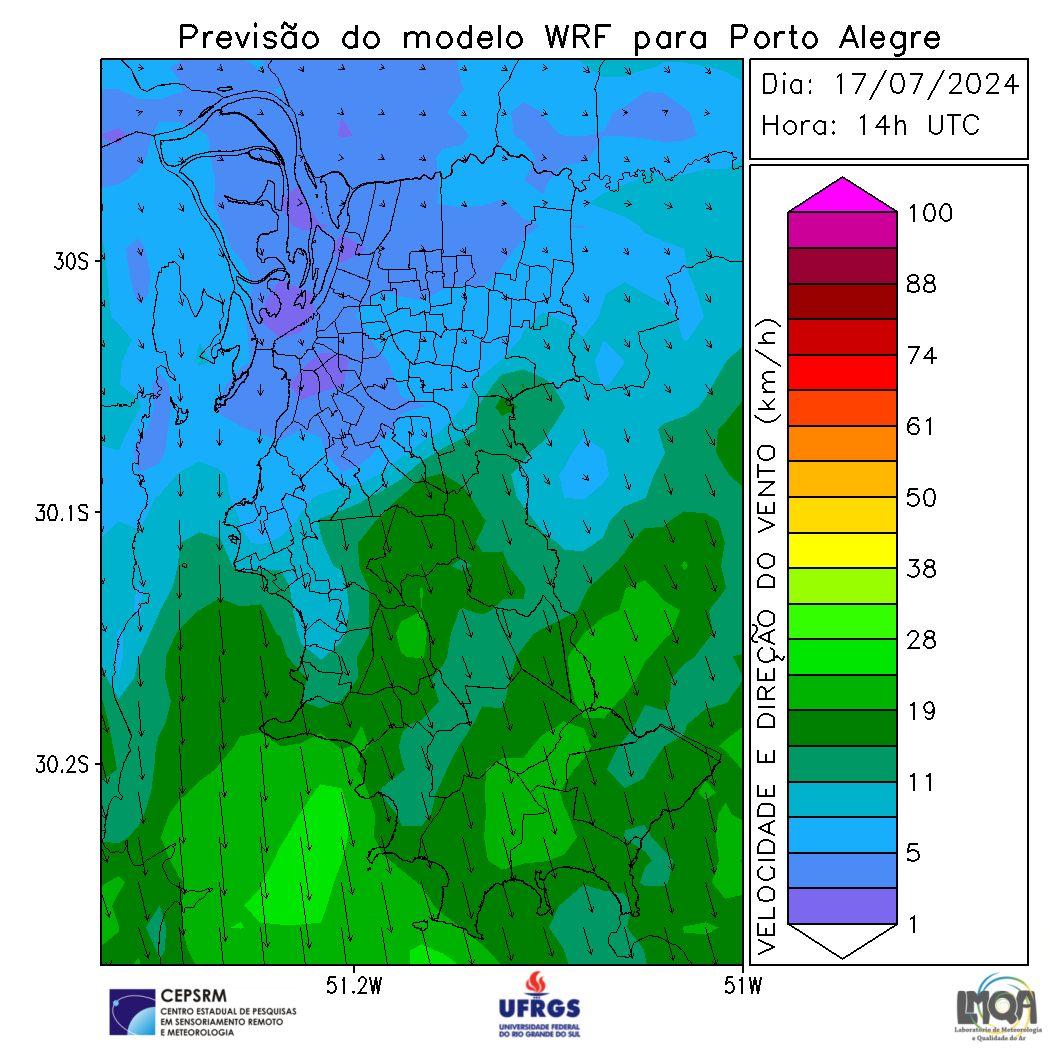 Previsão do modelo WRF para Porto Alegre
Dia: 17/07/2024
Hora: 14h UTC
30S
30.1S
30.2S
51.2W
51W
VELOCIDADE E DIREÇÃO DO VENTO (km/h)
100
88
74
61
50
38
28
19
11
5
1
CEPSRM
CENTRO ESTADUAL DE PESQUISAS
EM SENSORIAMENTO REMOTO
E METEOROLOGIA
UFRGS
UNIVERSIDADE FEDERAL
DO RIO GRANDE DO SUL
LMQA
Laboratório de Meteorologia
e Qualidade do Ar